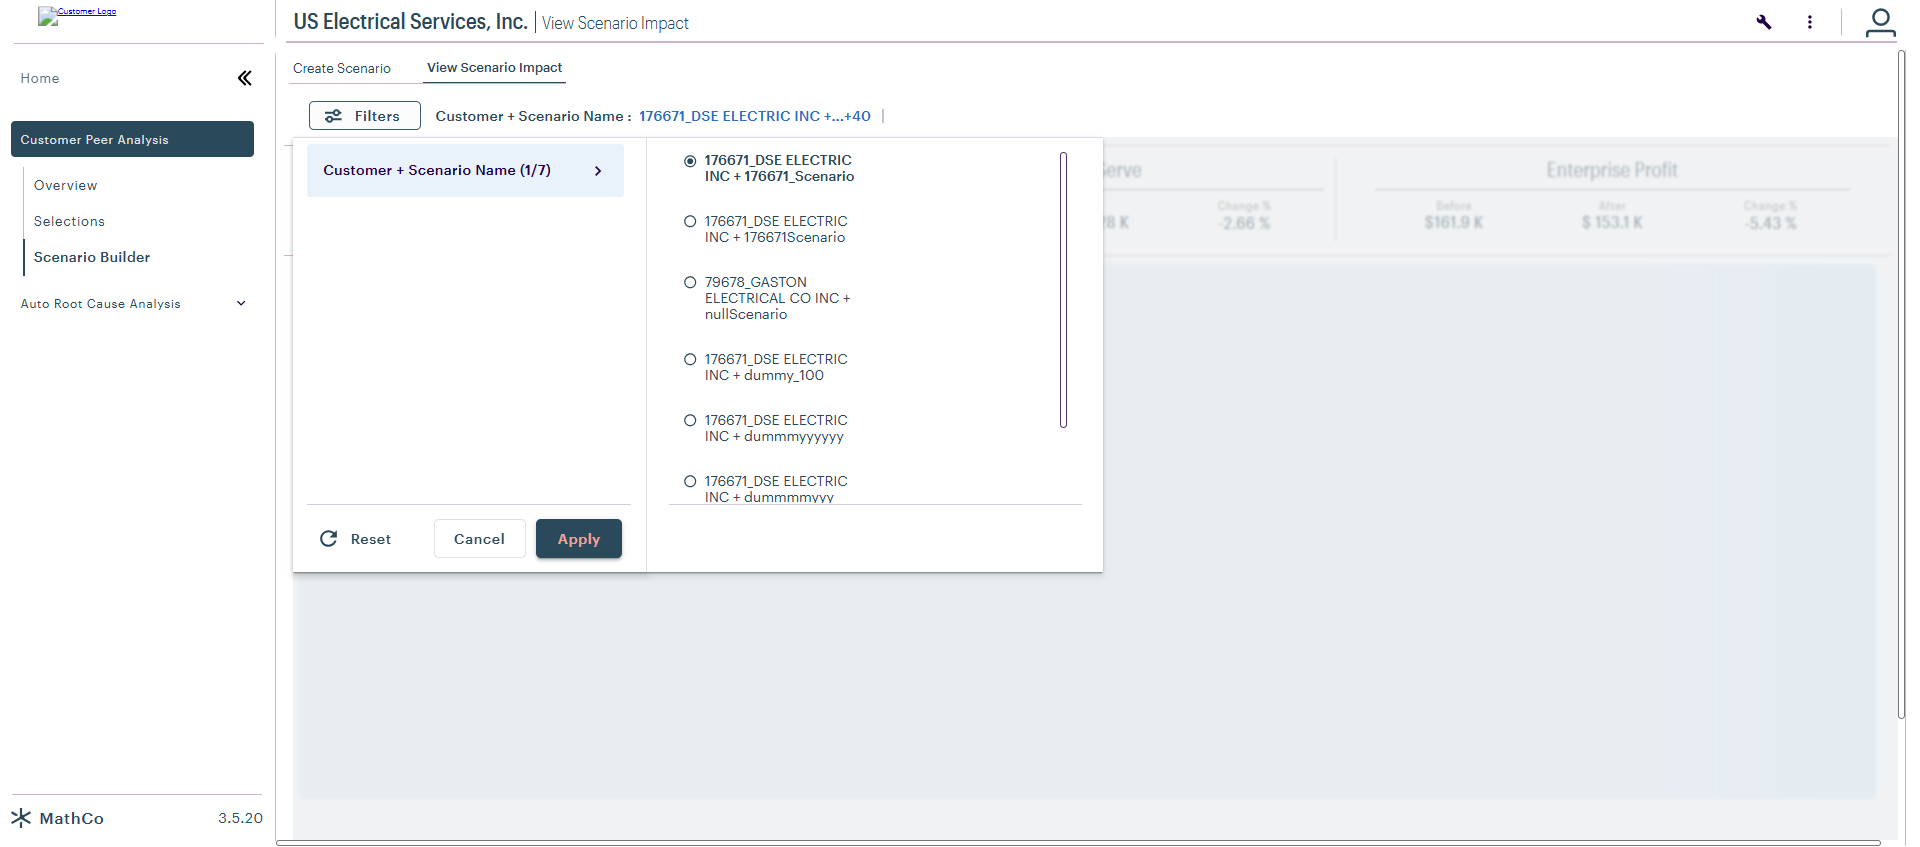 Customer Logo
US Electrical Services, Inc. | View Scenario Impact
Home
Create Scenario
View Scenario Impact
Filters
Customer + Scenario Name : 176671_DSE ELECTRIC INC +...+40
Customer Peer Analysis
Overview
Selections
Scenario Builder
Auto Root Cause Analysis
Customer + Scenario Name (1/7)
176671_DSE ELECTRIC
INC + 176671_Scenario
176671_DSE ELECTRIC
INC + 176671Scenario
79678_GASTON
ELECTRICAL CO INC +
nullScenario
176671_DSE ELECTRIC
INC + dummy_100
176671_DSE ELECTRIC
INC + dummmyyyyyy
176671_DSE ELECTRIC
INC + dummmmyyy
Reset
Cancel
Apply
Serve
Change %
-2.66 %
Enterprise Profit
Before
After
Change %
$161.9 K
$ 153.1 K
-5.43 %
MathCo
3.5.20